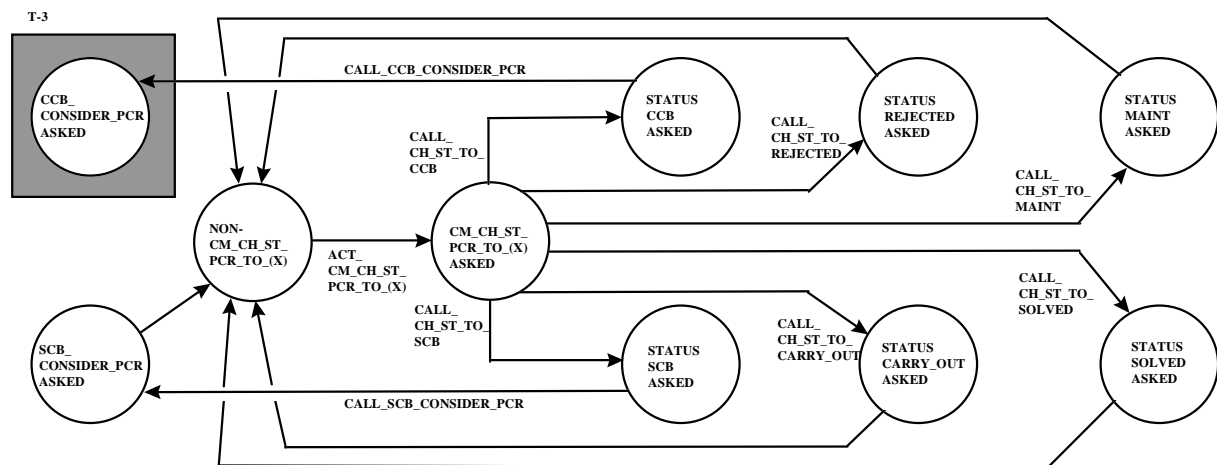 T-3
CCB_
CONSIDER_PCR
ASKED
CALL_CCB_CONSIDER_PCR
STATUS
CCB
ASKED
STATUS
REJECTED
ASKED
STATUS
MAINT
ASKED
CALL_
CH_ST_TO_
CCB
CALL_
CH_ST_TO_
REJECTED
CALL_
CH_ST_TO_
MAINT
NON-
CM_CH_ST_
PCR_TO_(X)
ACT_
CM_CH_ST_
PCR_TO_(X)
CM_CH_ST_
PCR_TO_(X)
ASKED
CALL_
CH_ST_TO_
SCB
CALL_
CH_ST_TO_
CARRY_OUT
CALL_
CH_ST_TO_
SOLVED
SCB_
CONSIDER_PCR
ASKED
CALL_SCB_CONSIDER_PCR
STATUS
SCB
ASKED
STATUS
CARRY_OUT
ASKED
STATUS
SOLVED
ASKED